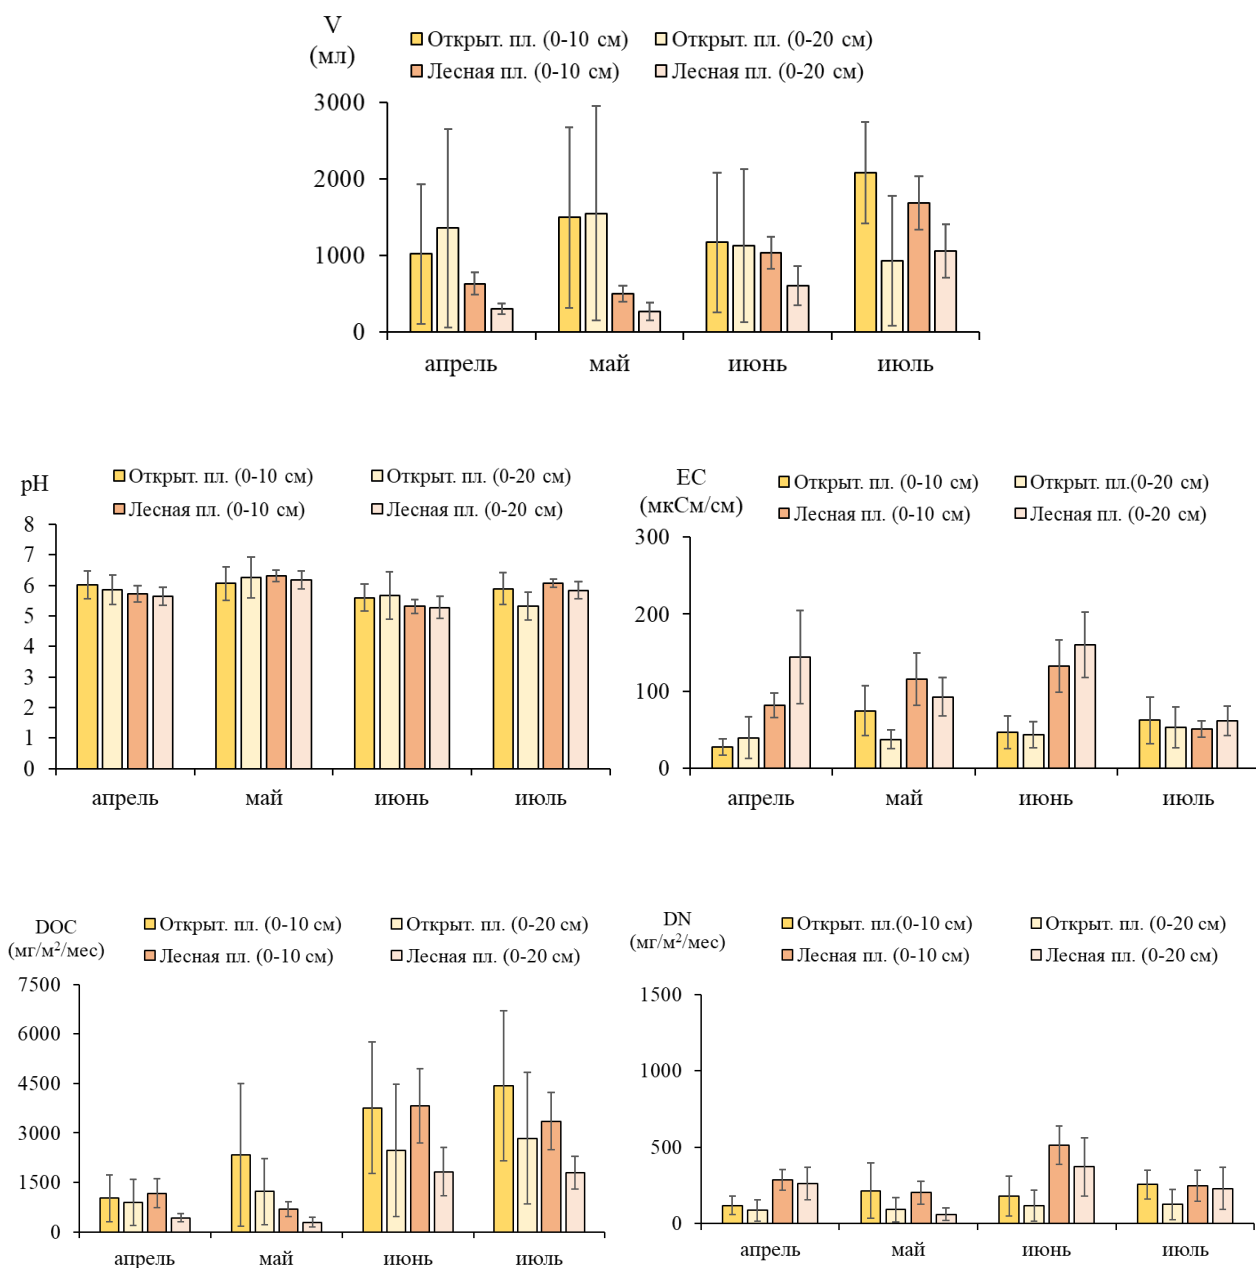 V
(мл)
Открыт. пл. (0-10 см) Открыт. пл. (0-20 см)
Лесная пл. (0-10 см) Лесная пл. (0-20 см)
3000
2000
1000
0
апрель май июнь июль
pH
Открыт. пл. (0-10 см) Открыт. пл. (0-20 см)
Лесная пл. (0-10 см) Лесная пл. (0-20 см)
8
7
6
5
4
3
2
1
0
апрель май июнь июль
EC
(мкСм/см)
Открыт. пл. (0-10 см) Открыт. пл.(0-20 см)
Лесная пл. (0-10 см) Лесная пл. (0-20 см)
300
200
100
0
апрель май июнь июль
DOC
(мг/м²/мес)
Открыт. пл. (0-10 см) Открыт. пл. (0-20 см)
Лесная пл. (0-10 см) Лесная пл. (0-20 см)
7500
6000
4500
3000
1500
0
апрель май июнь июль
DN
(мг/м²/мес)
Открыт. пл.(0-10 см) Открыт. пл. (0-20 см)
Лесная пл. (0-10 см) Лесная пл. (0-20 см)
1500
1000
500
0
апрель май июнь июль